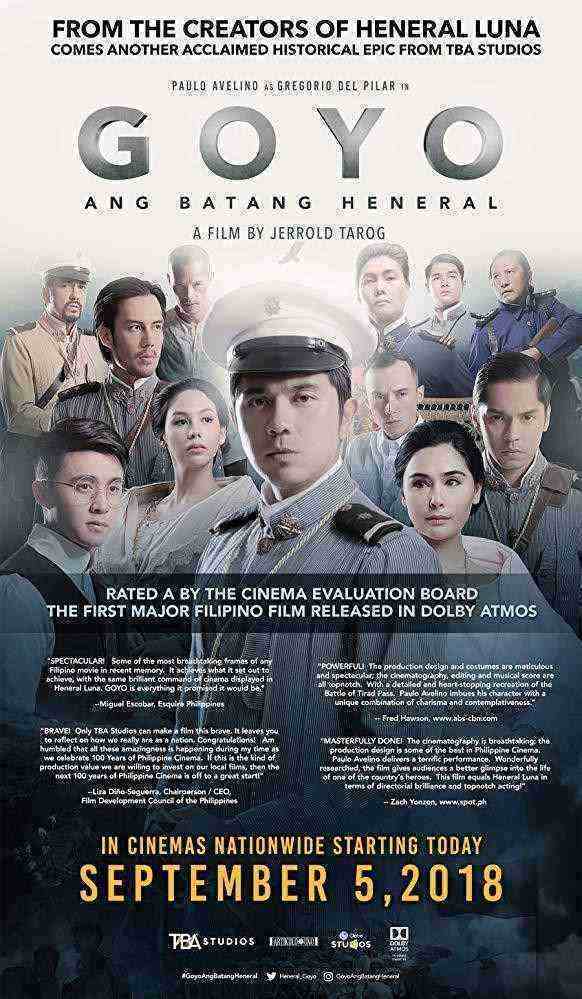 FROM THE CREATORS OF HENERAL LUNA
COMES ANOTHER ACCLAIMED HISTORICAL EPIC FROM TBA STUDIOS
PAULO AVELINO AS GREGORIO DEL PILAR IN
GOYO
ANG BATANG HENERAL
A FILM BY JERROLD TAROG
RATED A BY THE CINEMA EVALUATION BOARD
THE FIRST MAJOR FILIPINO FILM RELEASED IN DOLBY ATMOS
"SPECTACULAR! Some of the most breathtaking frames of any
Filipino movie in recent memory. It achieves what it set out to
achieve, with the same brilliant command of cinema displayed in
Heneral Luna. GOYO is everything it promised it would be."
--Miguel Escobar, Esquire Philippines
"BRAVE! Only TBA Studios can make a film this brave. It leaves you
to reflect on how we really are as a nation. Congratulations! Am
humbled that all these amazingness is happening during my time as
we celebrate 100 Years of Philippine Cinema. If this is the kind of
production value we are willing to invest on our local films, then the
next 100 years of Philippine Cinema is off to a great start!"
--Liza Diño-Seguerra, Chairperson / CEO,
Film Development Council of the Philippines
"POWERFUL! The production design and costumes are meticulous
and spectacular; the cinematography, editing and musical score are
all topnotch. With a detailed and heart-stopping recreation of the
Battle of Tirad Pass. Paulo Avelino imbues his character with a
unique combination of charisma and contemplativeness."
-- Fred Hawson, www.abs-cbn.com
"MASTERFULLY DONE! The cinematography is breathtaking; the
production design is some of the best in Philippine Cinema.
Paulo Avelino delivers a terrific performance. Wonderfully
researched, the film gives audiences a better glimpse into the life
of one of the country's heroes. This film equals Heneral Luna in
terms of directorial brilliance and topnotch acting!"
-- Zach Yonzon, www.spot.ph
IN CINEMAS NATIONWIDE STARTING TODAY
SEPTEMBER 5, 2018
TBA STUDIOS
ARTIKULO UNO
Globe
STUDIOS
DOLBY
ATMOS
#GoyoAngBatangHeneral
Heneral_Goyo
GoyoAngBatangHeneral